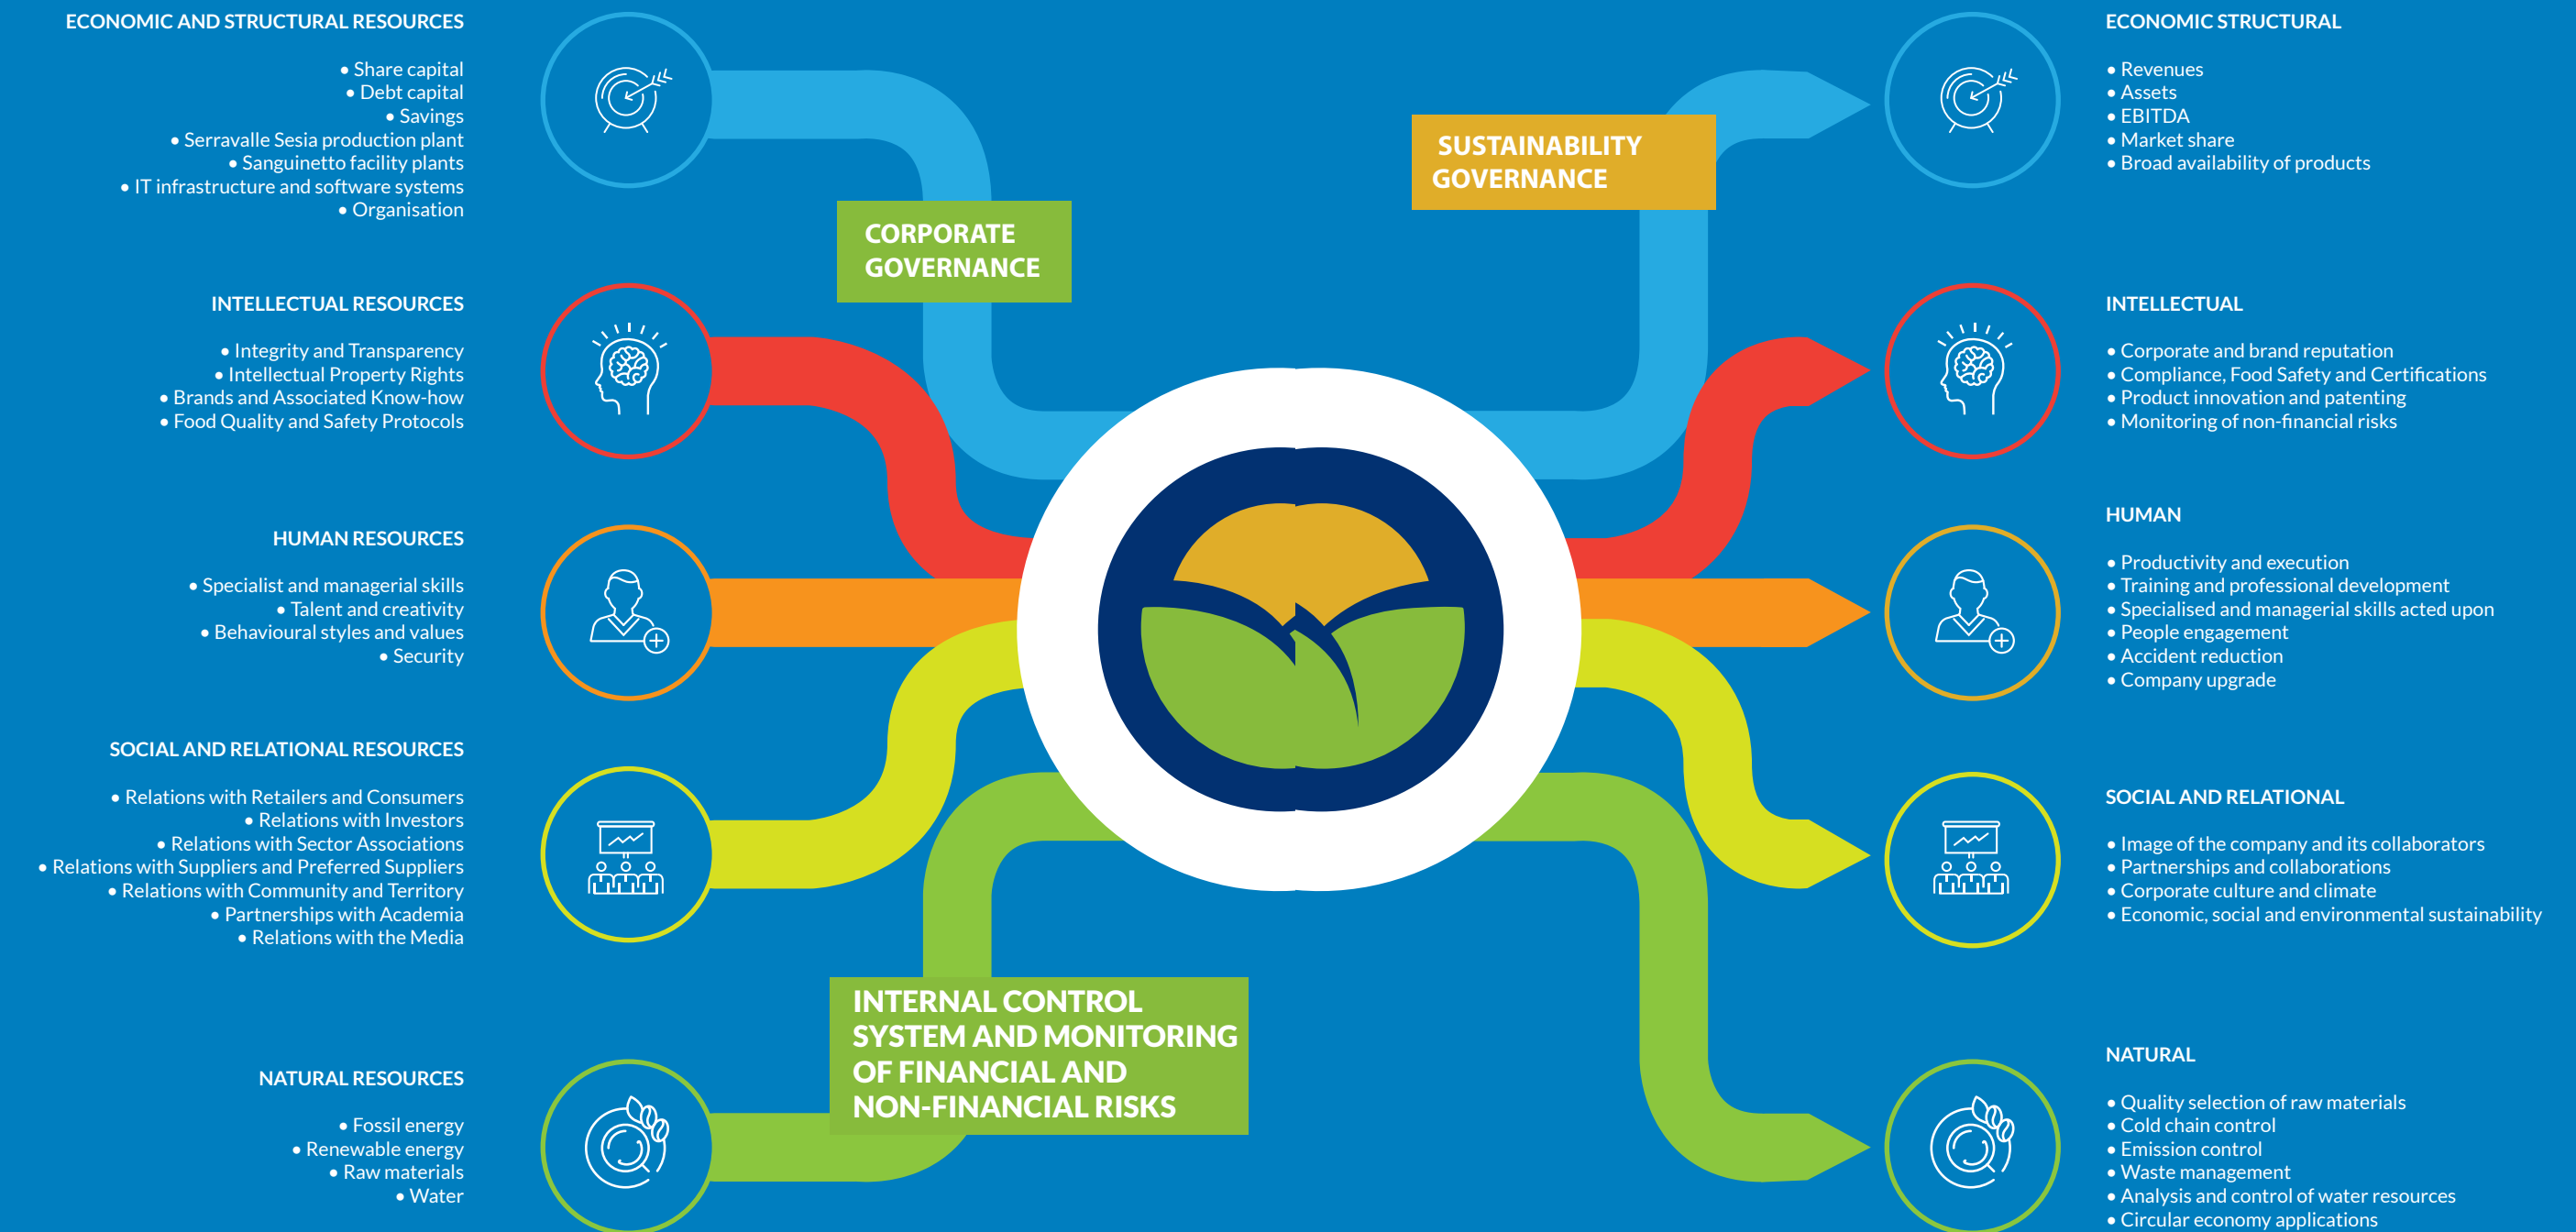 ECONOMIC AND STRUCTURAL RESOURCES
• Share capital
• Debt capital
• Savings
• Serravalle Sesia production plant
• Sanguinetto facility plants
• IT infrastructure and software systems
• Organisation
INTELLECTUAL RESOURCES
• Integrity and Transparency
• Intellectual Property Rights
• Brands and Associated Know-how
• Food Quality and Safety Protocols
HUMAN RESOURCES
• Specialist and managerial skills
• Talent and creativity
• Behavioural styles and values
• Security
SOCIAL AND RELATIONAL RESOURCES
• Relations with Retailers and Consumers
• Relations with Investors
• Relations with Sector Associations
• Relations with Suppliers and Preferred Suppliers
• Relations with Community and Territory
• Partnerships with Academia
• Relations with the Media
NATURAL RESOURCES
• Fossil energy
• Renewable energy
• Raw materials
• Water
CORPORATE
GOVERNANCE
INTERNAL CONTROL
SYSTEM AND MONITORING
OF FINANCIAL AND
NON-FINANCIAL RISKS
SUSTAINABILITY
GOVERNANCE
ECONOMIC STRUCTURAL
• Revenues
• Assets
• EBITDA
• Market share
• Broad availability of products
INTELLECTUAL
• Corporate and brand reputation
• Compliance, Food Safety and Certifications
• Product innovation and patenting
• Monitoring of non-financial risks
HUMAN
• Productivity and execution
• Training and professional development
• Specialised and managerial skills acted upon
• People engagement
• Accident reduction
• Company upgrade
SOCIAL AND RELATIONAL
• Image of the company and its collaborators
• Partnerships and collaborations
• Corporate culture and climate
• Economic, social and environmental sustainability
NATURAL
• Quality selection of raw materials
• Cold chain control
• Emission control
• Waste management
• Analysis and control of water resources
• Circular economy applications